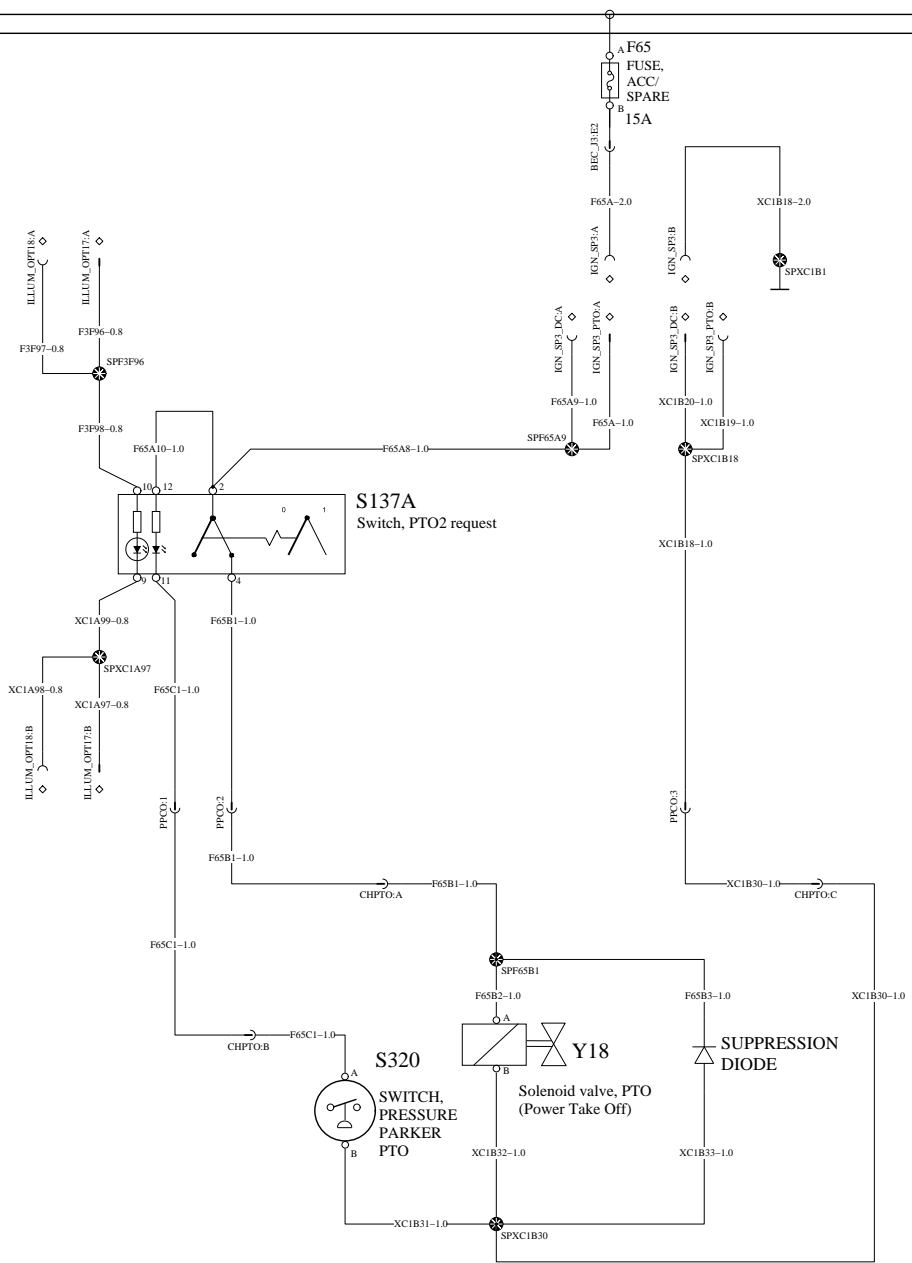 A F65
FUSE,
ACC/
SPARE
B
15A
BEC_J3:E2
F65A–2.0
XC1B18–2.0
ILLUM_OPT18:A
ILLUM_OPT17:A
IGN_SP3:A
IGN_SP3:B
SPXC1B1
F3F96–0.8
F3F97–0.8
SPF3F96
IGN_SP3_DC:A
IGN_SP3_PTO:A
IGN_SP3_DC:B
IGN_SP3_PTO:B
F65A9–1.0
F65A–1.0
XC1B20–1.0
XC1B19–1.0
F3F98–0.8
F65A10–1.0
F65A8–1.0
SPF65A9
SPXC1B18
10
12
2
S137A
Switch, PTO2 request
0
1
XC1B18–1.0
9
11
4
XC1A99–0.8
F65B1–1.0
SPXC1A97
XC1A98–0.8
F65C1–1.0
XC1A97–0.8
ILLUM_OPT18:B
ILLUM_OPT17:B
PPCO:1
PPCO:2
PPCO:3
F65B1–1.0
F65B1–1.0
CHPTO:A
XC1B30–1.0
CHPTO:C
F65C1–1.0
SPF65B1
F65B2–1.0
F65B3–1.0
XC1B30–1.0
F65C1–1.0
CHPTO:B
A
Y18
B
SUPPRESSION
DIODE
S320
A
SWITCH,
PRESSURE
PARKER
PTO
B
Solenoid valve, PTO
(Power Take Off)
XC1B32–1.0
XC1B33–1.0
XC1B31–1.0
SPXC1B30